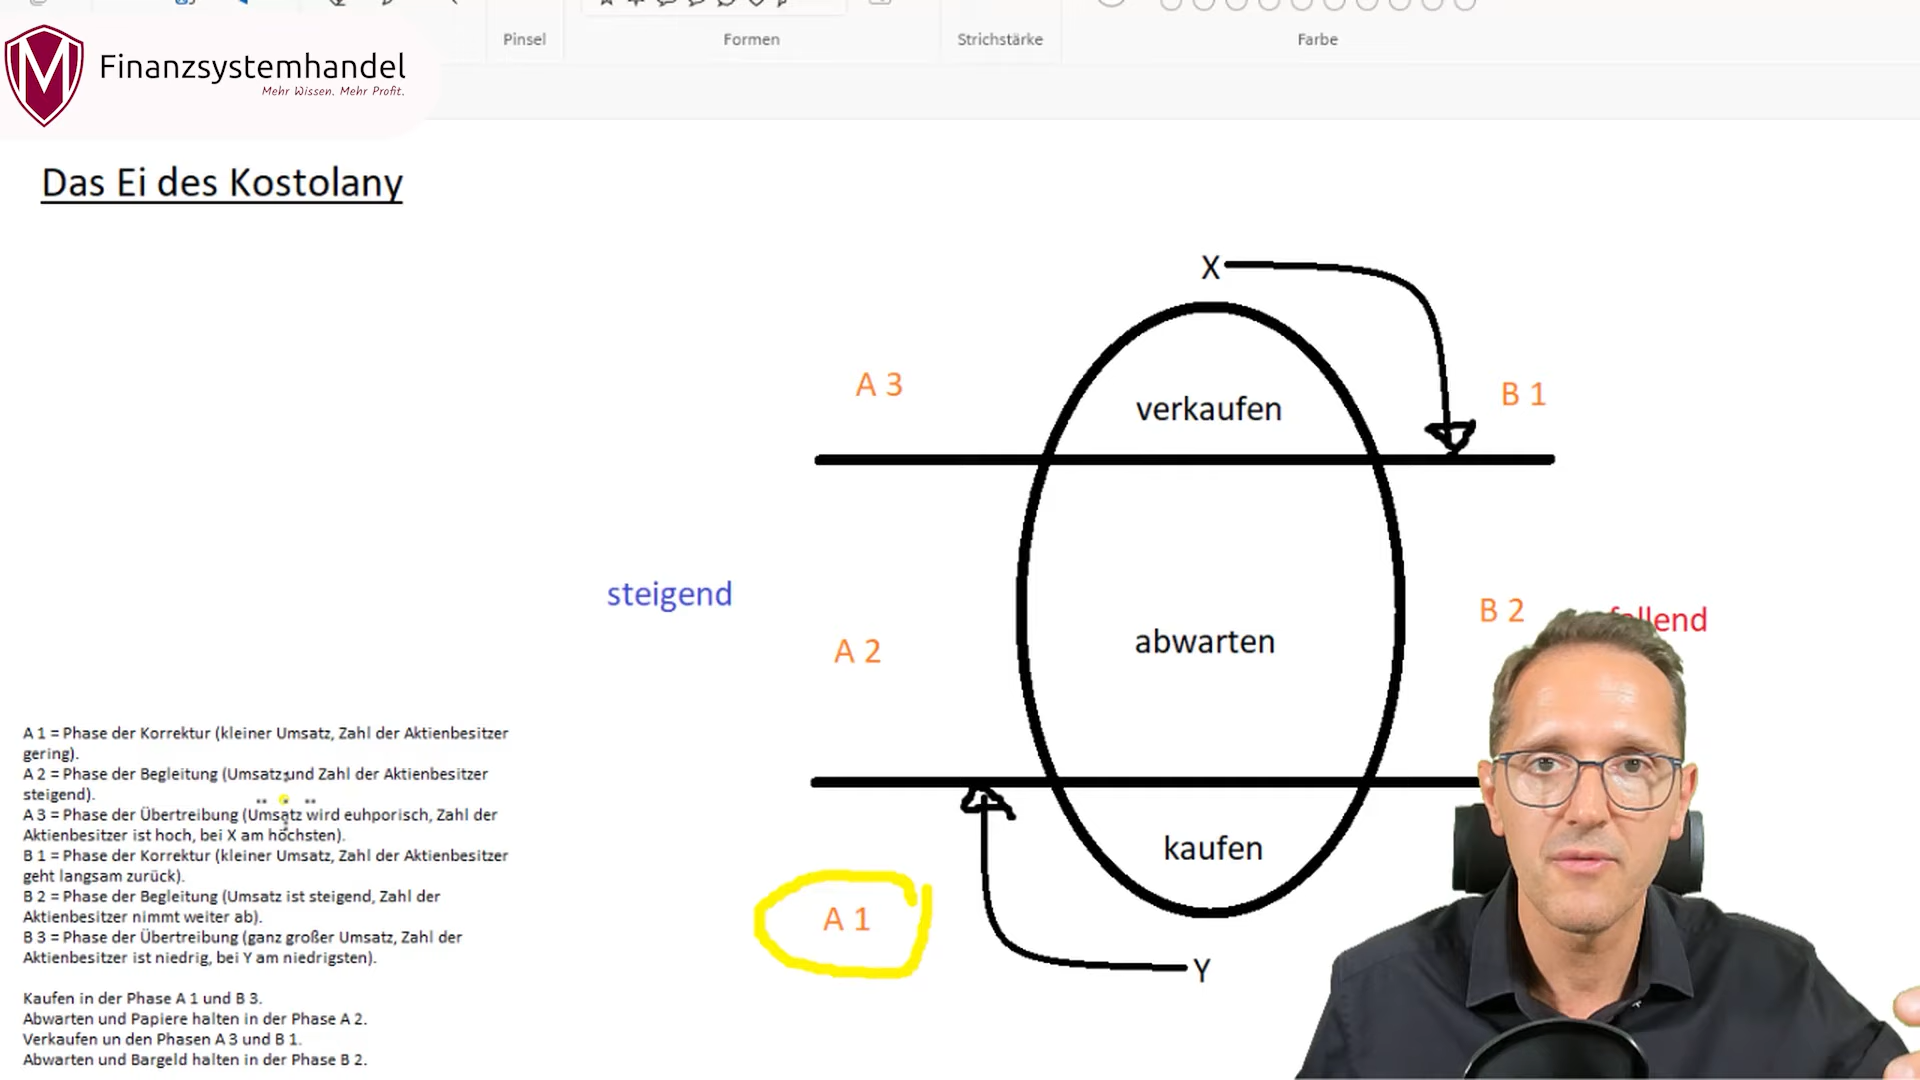 Pinsel
Formen
Strichstärke
Farbe
M
Finanzsystemhandel
Mehr Wissen. Mehr Profit.
Das Ei des Kostolany
X
A 3
B 1
verkaufen
steigend
B 2
A 2
abwarten
kaufen
A 1
Y
A 1 = Phase der Korrektur (kleiner Umsatz, Zahl der Aktienbesitzer
gering).
A 2 = Phase der Begleitung (Umsatz und Zahl der Aktienbesitzer
steigend).
A 3 = Phase der Übertreibung (Umsatz wird euhporisch, Zahl der
Aktienbesitzer ist hoch, bei X am höchsten).
B 1 = Phase der Korrektur (kleiner Umsatz, Zahl der Aktienbesitzer
geht langsam zurück).
B 2 = Phase der Begleitung (Umsatz ist steigend, Zahl der
Aktienbesitzer nimmt weiter ab).
B 3 = Phase der Übertreibung (ganz großer Umsatz, Zahl der
Aktienbesitzer ist niedrig, bei Y am niedrigsten).
Kaufen in der Phase A 1 und B 3.
Abwarten und Papiere halten in der Phase A 2.
Verkaufen un den Phasen A 3 und B 1.
Abwarten und Bargeld halten in der Phase B 2.